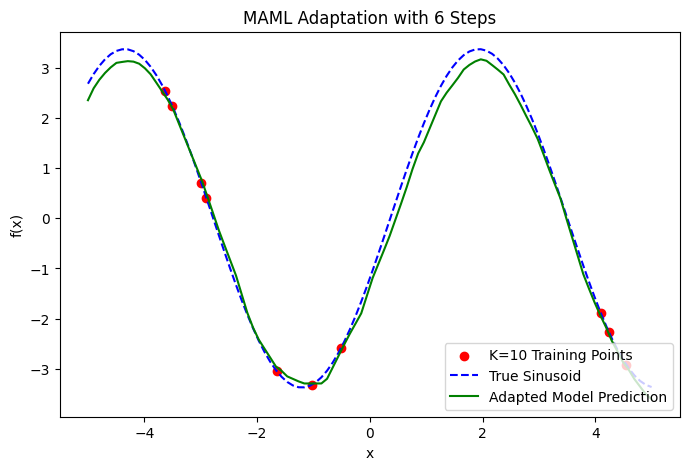 MAML Adaptation with 6 Steps
3
2
1
0
−1
−2
−3
f(x)
K=10 Training Points
True Sinusoid
Adapted Model Prediction
−4
−2
0
2
4
x